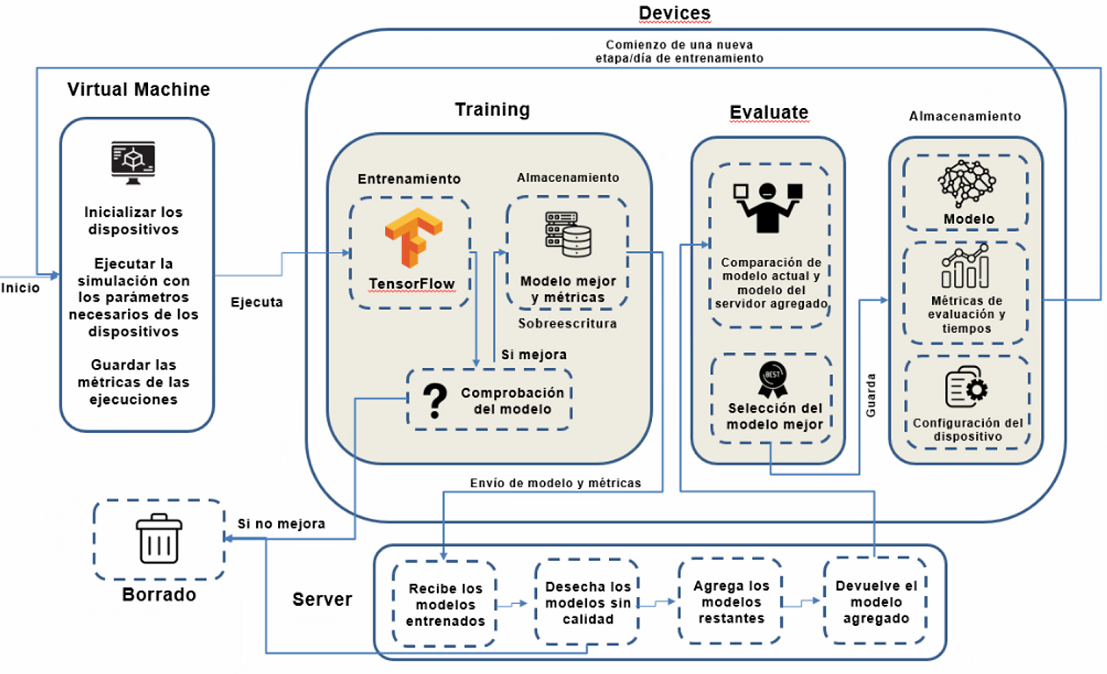 Devices
Comienzo de una nueva
etapa/día de entrenamiento
Virtual Machine
Inicializar los
dispositivos
Ejecutar la
simulación con
los parámetros
necesarios de los
dispositivos
Guardar las
métricas de las
ejecuciones
Inicio
Ejecuta
Training
Entrenamiento
TensorFlow
Almacenamiento
Modelo mejor
y métricas
Sobreescritura
Si mejora
?
Comprobación
del modelo
Evaluate
Comparación de
modelo actual y
modelo del
servidor agregado
BEST
Selección del
modelo mejor
Guarda
Almacenamiento
Modelo
Métricas de
evaluación y
tiempos
Configuración del
dispositivo
Envío de modelo y métricas
Si no mejora
Borrado
Server
Recibe los
modelos
entrenados
Desecha los
modelos sin
calidad
Agrega los
modelos
restantes
Devuelve el
modelo
agregado